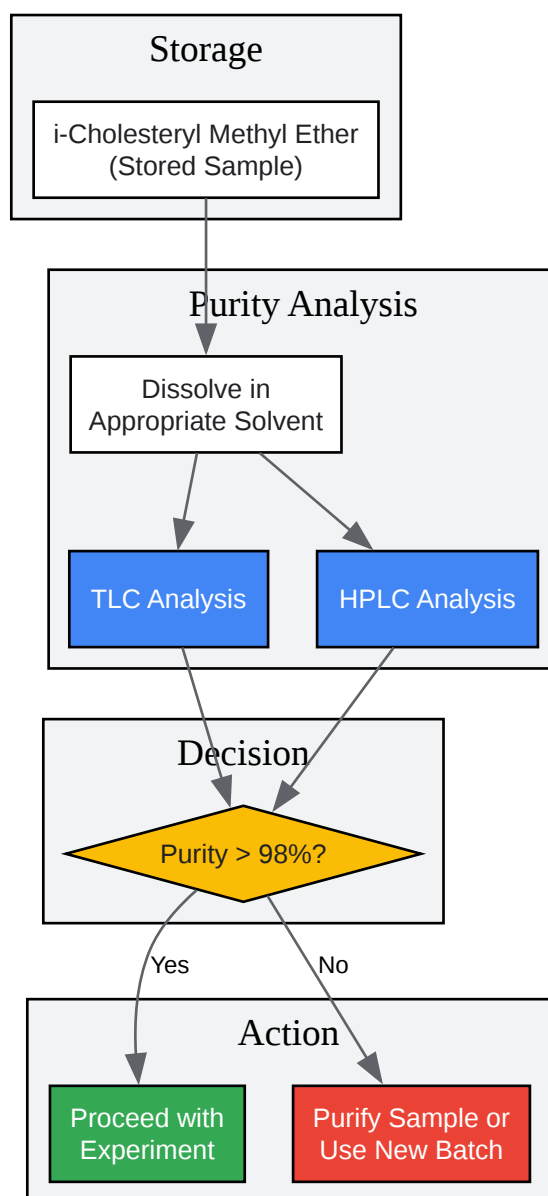 Storage
i-Cholesteryl Methyl Ether
(Stored Sample)
Purity Analysis
Dissolve in
Appropriate Solvent
TLC Analysis
HPLC Analysis
Decision
Purity > 98%?
Yes
No
Action
Proceed with
Experiment
Purify Sample or
Use New Batch